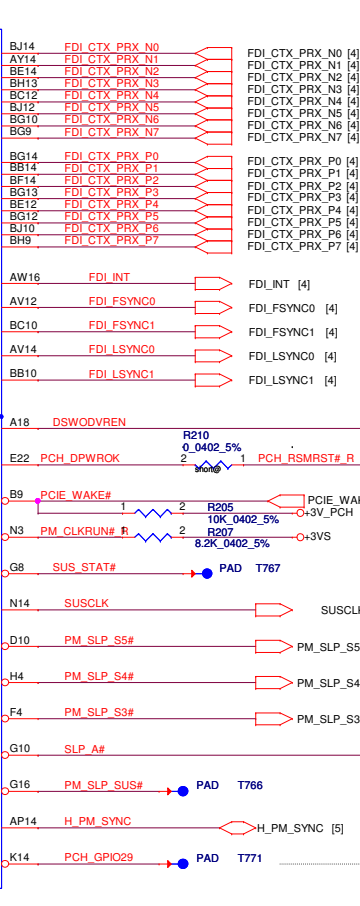 BJ14 FDI_CTX_PRX_N0 FDI_CTX_PRX_N0 [4]
AY14 FDI_CTX_PRX_N1 FDI_CTX_PRX_N1 [4]
BE14 FDI_CTX_PRX_N2 FDI_CTX_PRX_N2 [4]
BH13 FDI_CTX_PRX_N3 FDI_CTX_PRX_N3 [4]
BC12 FDI_CTX_PRX_N4 FDI_CTX_PRX_N4 [4]
BJ12 FDI_CTX_PRX_N5 FDI_CTX_PRX_N5 [4]
BG10 FDI_CTX_PRX_N6 FDI_CTX_PRX_N6 [4]
BG9 FDI_CTX_PRX_N7 FDI_CTX_PRX_N7 [4]
BG14 FDI_CTX_PRX_P0 FDI_CTX_PRX_P0 [4]
BB14 FDI_CTX_PRX_P1 FDI_CTX_PRX_P1 [4]
BF14 FDI_CTX_PRX_P2 FDI_CTX_PRX_P2 [4]
BG13 FDI_CTX_PRX_P3 FDI_CTX_PRX_P3 [4]
BE12 FDI_CTX_PRX_P4 FDI_CTX_PRX_P4 [4]
BG12 FDI_CTX_PRX_P5 FDI_CTX_PRX_P5 [4]
BJ10 FDI_CTX_PRX_P6 FDI_CTX_PRX_P6 [4]
BH9 FDI_CTX_PRX_P7 FDI_CTX_PRX_P7 [4]
AW16 FDI_INT FDI_INT [4]
AV12 FDI_FSYNC0 FDI_FSYNC0 [4]
BC10 FDI_FSYNC1 FDI_FSYNC1 [4]
AV14 FDI_LSYNC0 FDI_LSYNC0 [4]
BB10 FDI_LSYNC1 FDI_LSYNC1 [4]
A18 DSWODVREN
R210
0_0402_5%
E22 PCH_DPWROK 2 1 PCH_RSMRST#_R
short@
B9 PCIE_WAKE# PCIE_WAK
1 2 R205 +3V_PCH
10K_0402_5%
N3 PM_CLKRUN#_R 1 2 R207 +3VS
8.2K_0402_5%
G8 SUS_STAT# PAD T767
N14 SUSCLK SUSCLK
D10 PM_SLP_S5# PM_SLP_S5
H4 PM_SLP_S4# PM_SLP_S4
F4 PM_SLP_S3# PM_SLP_S3
G10 SLP_A#
G16 PM_SLP_SUS# PAD T766
AP14 H_PM_SYNC H_PM_SYNC [5]
K14 PCH_GPIO29 PAD T771